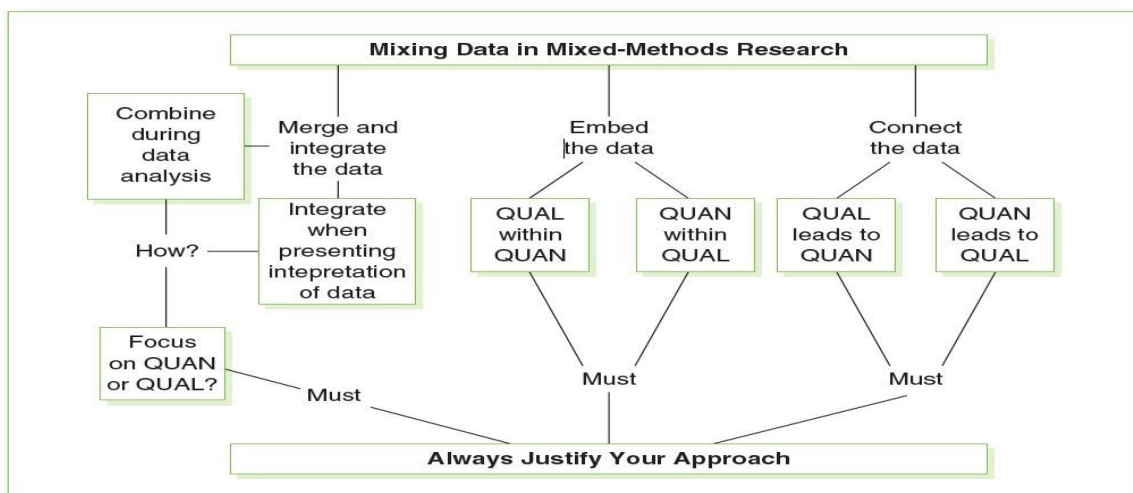 Mixing Data in Mixed-Methods Research
Combine
during
data
analysis
Merge and
integrate
the data
Embed
the data
Connect
the data
How?
Integrate
when
presenting
intepretation
of data
QUAL
within
QUAN
QUAN
within
QUAL
QUAL
leads to
QUAN
QUAN
leads to
QUAL
Focus
on QUAN
or QUAL?
Must
Must
Must
Always Justify Your Approach